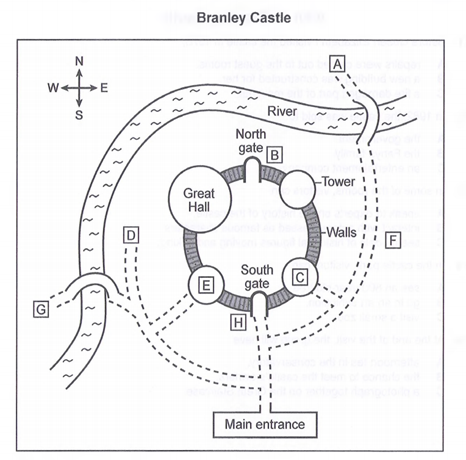 Branley Castle
A
N
W E
S
River
North
gate
B
Great
Hall
Tower
Walls
D
F
E
South
gate
C
G
H
Main entrance